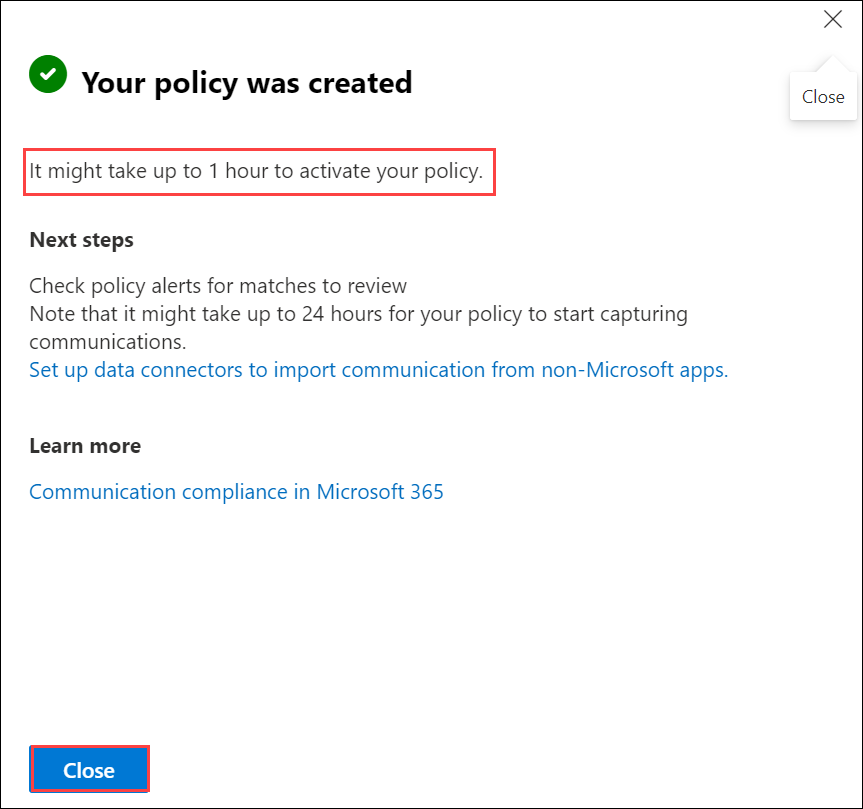 Your policy was created
Close
It might take up to 1 hour to activate your policy.
Next steps
Check policy alerts for matches to review
Note that it might take up to 24 hours for your policy to start capturing
communications.
Set up data connectors to import communication from non-Microsoft apps.
Learn more
Communication compliance in Microsoft 365
Close